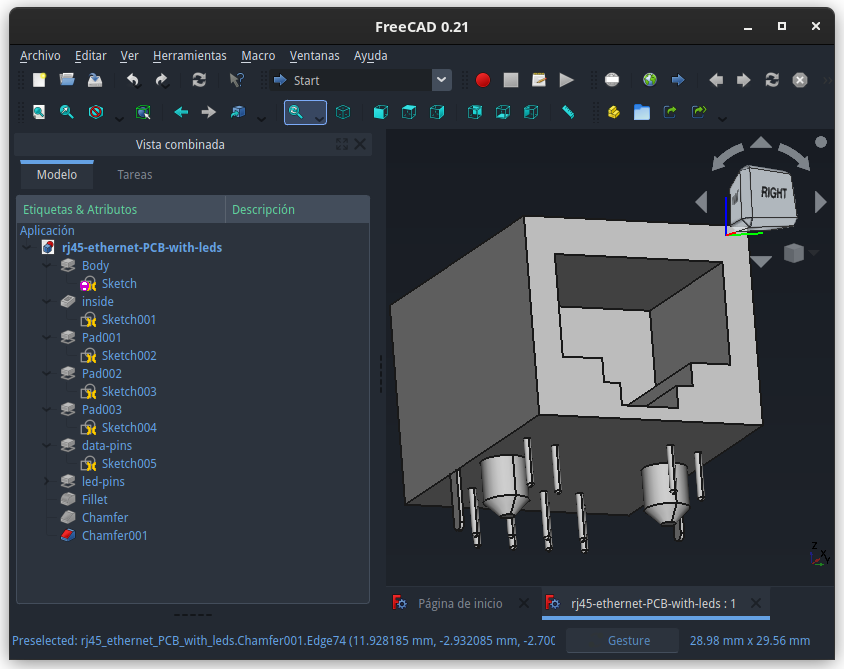 FreeCAD 0.21
Archivo Editar Ver Herramientas Macro Ventanas Ayuda
Start
Vista combinada
Modelo Tareas
Etiquetas & Atributos Descripción
Aplicación
rj45-ethernet-PCB-with-leds
Body
Sketch
inside
Sketch001
Pad001
Sketch002
Pad002
Sketch003
Pad003
Sketch004
data-pins
Sketch005
led-pins
Fillet
Chamfer
Chamfer001
RIGHT
Z
X
Y
Página de inicio rj45-ethernet-PCB-with-leds : 1
Preselected: rj45_ethernet_PCB_with_leds.Chamfer001.Edge74 (11.928185 mm, -2.932085 mm, -2.700 Gesture 28.98 mm x 29.56 mm